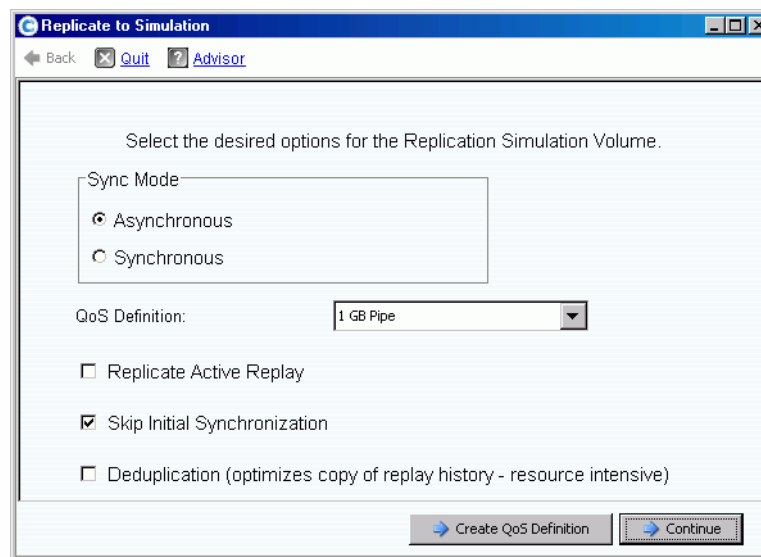 Replicate to Simulation
Back Quit Advisor
Select the desired options for the Replication Simulation Volume.
Sync Mode
Asynchronous
Synchronous
QoS Definition: 1 GB Pipe
Replicate Active Replay
Skip Initial Synchronization
Deduplication (optimizes copy of replay history - resource intensive)
Create QoS Definition Continue